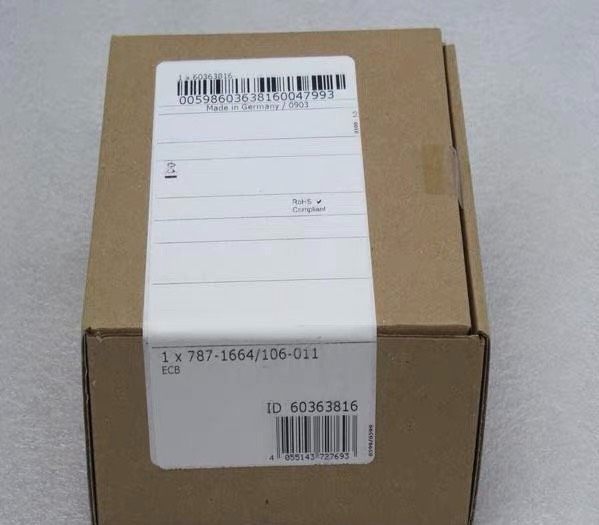 1 x 60363816
00598603638160047993
Made in Germany / 0903
RoHS ✔
Compliant
1 x 787-1664/106-011
ECB
ID 60363816
4 055143 727693